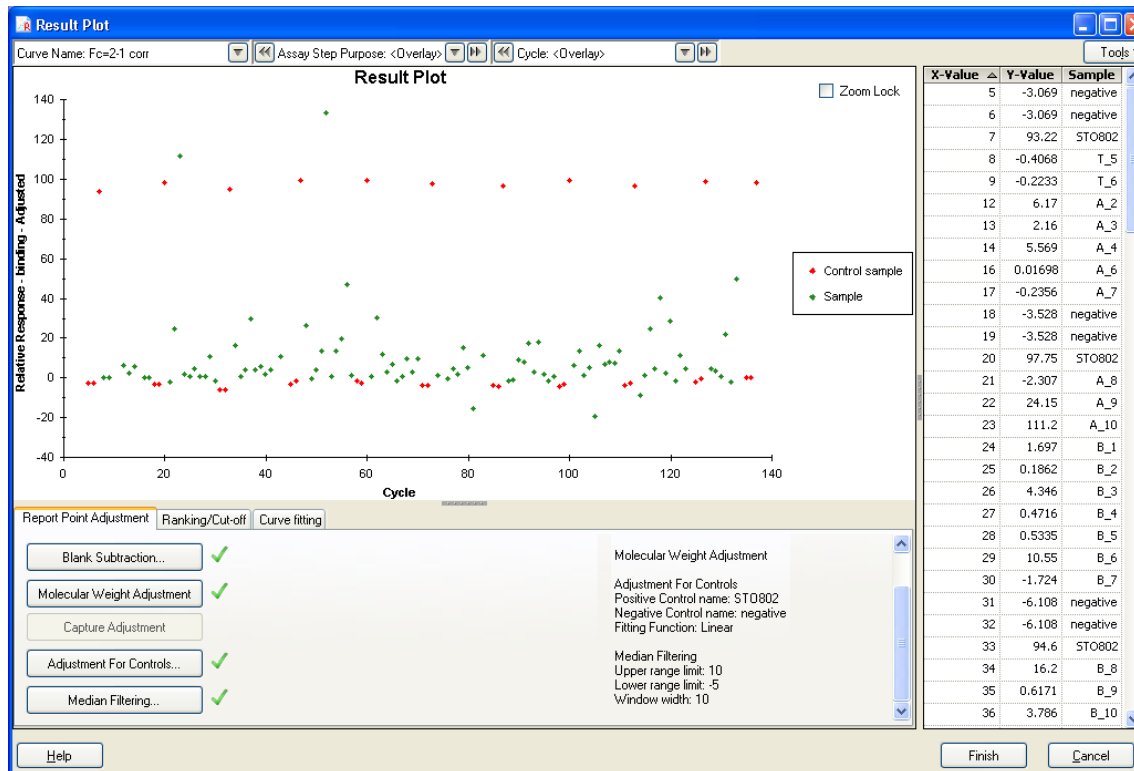 Result Plot
Curve Name: Fc=2-1 corr
Assay Step Purpose: <Overlay>
Cycle: <Overlay>
Tools
Result Plot
Zoom Lock
Relative Response - binding - Adjusted
140
120
100
80
60
40
20
0
-20
-40
0 20 40 60 80 100 120 140
Cycle
Control sample
Sample
X-Value Y-Value Sample
5 -3.069 negative
6 -3.069 negative
7 93.22 STO802
8 -0.4068 T_5
9 -0.2233 T_6
12 6.17 A_2
13 2.16 A_3
14 5.569 A_4
16 0.01698 A_6
17 -0.2356 A_7
18 -3.528 negative
19 -3.528 negative
20 97.75 STO802
21 -2.307 A_8
22 24.15 A_9
23 111.2 A_10
24 1.697 B_1
25 0.1862 B_2
26 4.346 B_3
27 0.4716 B_4
28 0.5335 B_5
29 10.55 B_6
30 -1.724 B_7
31 -6.108 negative
32 -6.108 negative
33 94.6 STO802
34 16.2 B_8
35 0.6171 B_9
36 3.786 B_10
Report Point Adjustment
Ranking/Cut-off
Curve fitting
Blank Subtraction...
Molecular Weight Adjustment
Capture Adjustment
Adjustment For Controls...
Median Filtering...
Molecular Weight Adjustment
Adjustment For Controls
Positive Control name: STO802
Negative Control name: negative
Fitting Function: Linear
Median Filtering
Upper range limit: 10
Lower range limit: -5
Window width: 10
Help
Finish
Cancel